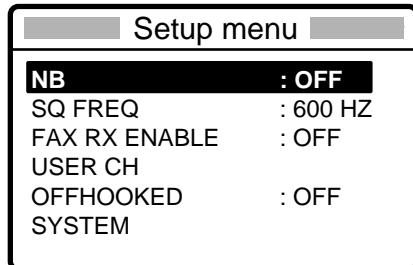 Setup menu
NB : OFF
SQ FREQ : 600 HZ
FAX RX ENABLE : OFF
USER CH
OFFHOOKED : OFF
SYSTEM